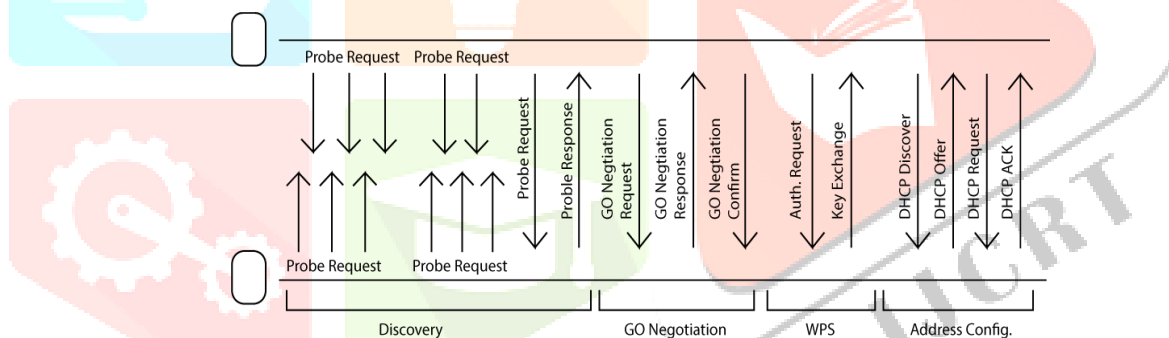 Probe Request Probe Request
Probe Request
Proble Response
GO Negtiation
Request
GO Negtiation
Response
GO Negtiation
Confirm
Auth. Request
Key Exchange
DHCP Discover
DHCP Offer
DHCP Request
DHCP ACK
Probe Request Probe Request
Discovery GO Negotiation WPS Address Config.
IJCRT